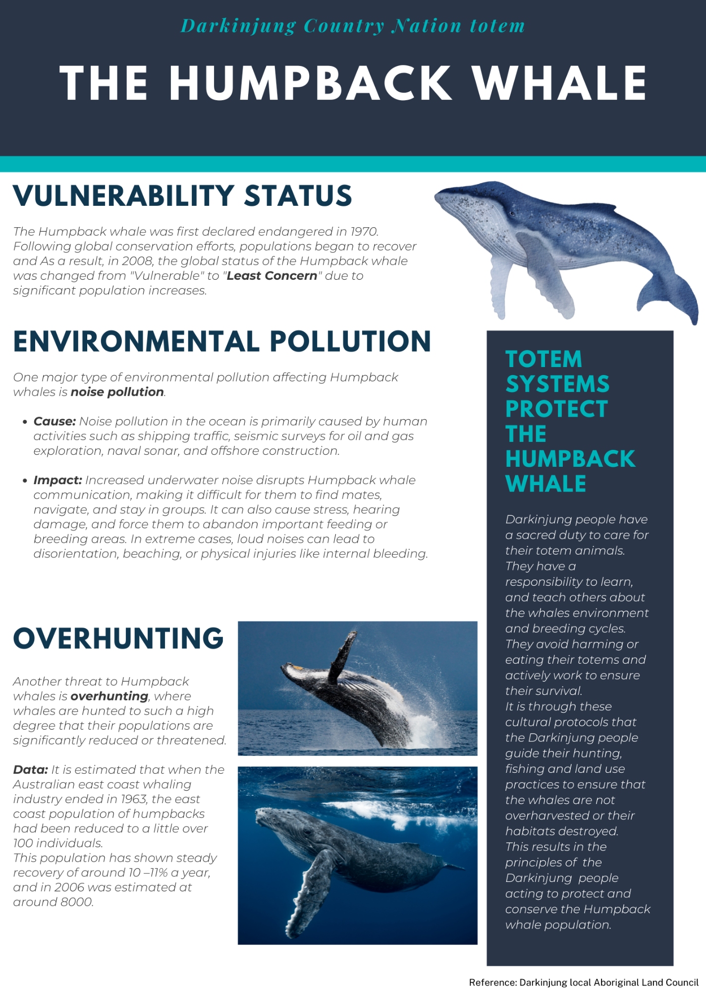 Darkinjung Country Nation totem
THE HUMPBACK WHALE
VULNERABILITY STATUS
The Humpback whale was first declared endangered in 1970.
Following global conservation efforts, populations began to recover
and As a result, in 2008, the global status of the Humpback whale
was changed from "Vulnerable" to "Least Concern" due to
significant population increases.
ENVIRONMENTAL POLLUTION
One major type of environmental pollution affecting Humpback
whales is noise pollution.
• Cause: Noise pollution in the ocean is primarily caused by human
activities such as shipping traffic, seismic surveys for oil and gas
exploration, naval sonar, and offshore construction.
• Impact: Increased underwater noise disrupts Humpback whale
communication, making it difficult for them to find mates,
navigate, and stay in groups. It can also cause stress, hearing
damage, and force them to abandon important feeding or
breeding areas. In extreme cases, loud noises can lead to
disorientation, beaching, or physical injuries like internal bleeding.
OVERHUNTING
Another threat to Humpback
whales is overhunting, where
whales are hunted to such a high
degree that their populations are
significantly reduced or threatened.
Data: It is estimated that when the
Australian east coast whaling
industry ended in 1963, the east
coast population of humpbacks
had been reduced to a little over
100 individuals.
This population has shown steady
recovery of around 10 –11% a year,
and in 2006 was estimated at
around 8000.
TOTEM
SYSTEMS
PROTECT
THE
HUMPBACK
WHALE
Darkinjung people have
a sacred duty to care for
their totem animals.
They have a
responsibility to learn,
and teach others about
the whales environment
and breeding cycles.
They avoid harming or
eating their totems and
actively work to ensure
their survival.
It is through these
cultural protocols that
the Darkinjung people
guide their hunting,
fishing and land use
practices to ensure that
the whales are not
overharvested or their
habitats destroyed.
This results in the
principles of  the
Darkinjung  people
acting to protect and
conserve the Humpback
whale population.
Reference: Darkinjung local Aboriginal Land Council